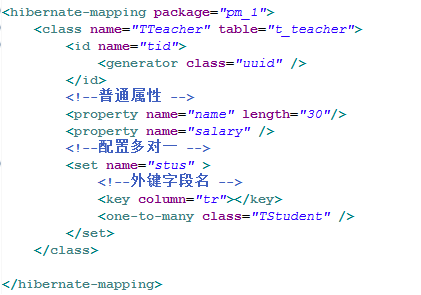 <hibernate-mapping package="pm_1">
<class name="TTeacher" table="t_teacher">
<id name="tid">
<generator class="uuid" />
</id>
<!--普通属性 -->
<property name="name" length="30"/>
<property name="salary" />
<!--配置多对一 -->
<set name="stus" >
<!--外键字段名 -->
<key column="tr"></key>
<one-to-many class="TStudent" />
</set>
</class>
</hibernate-mapping>